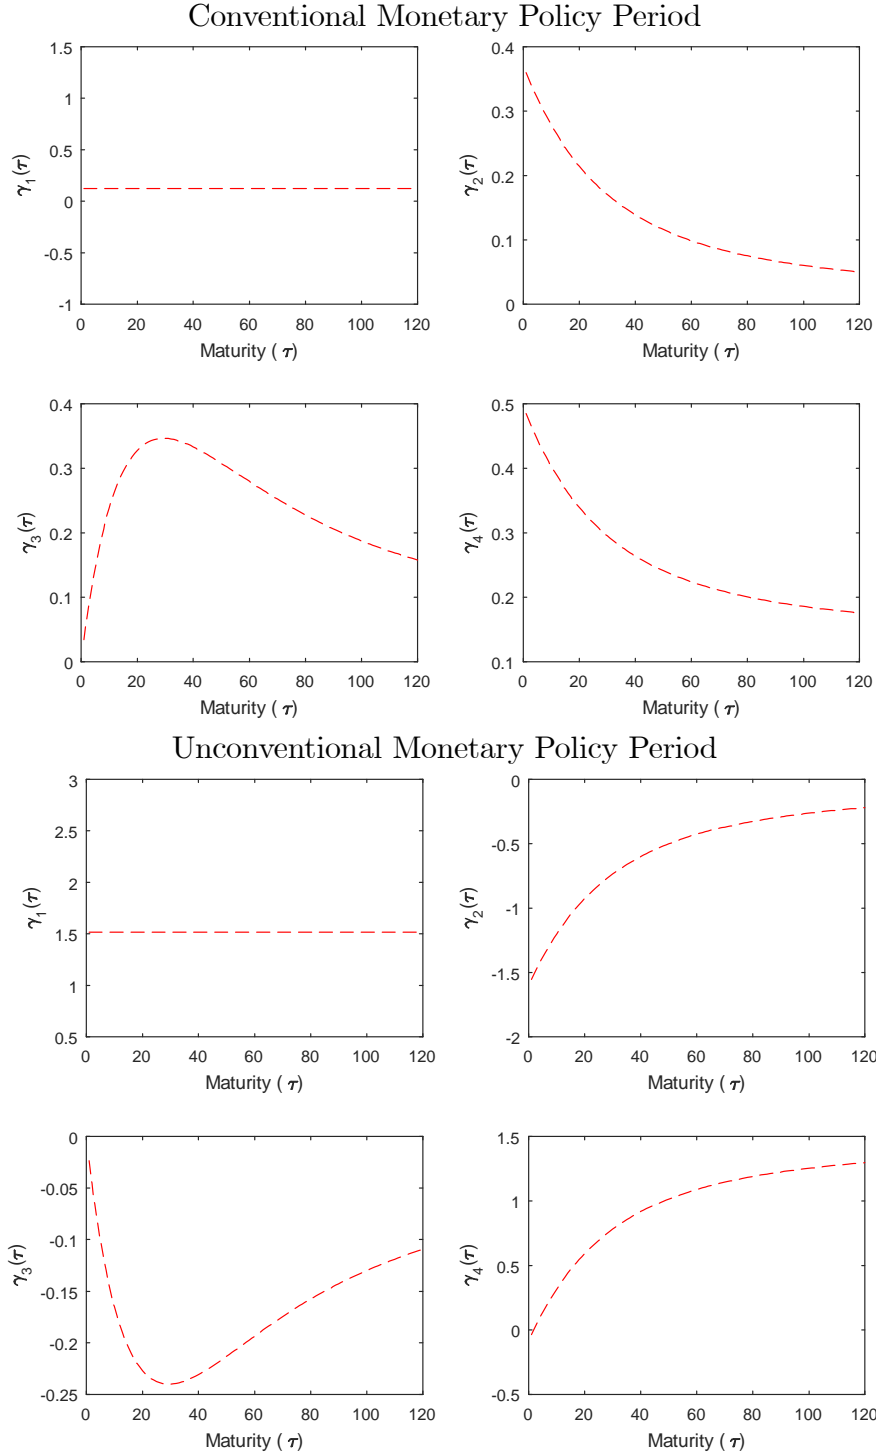 Conventional Monetary Policy Period
1.5
1
0.5
0
-0.5
-1
γ1(τ)
0 20 40 60 80 100 120
Maturity ( τ)
0.4
0.3
0.2
0.1
0
γ2(τ)
0 20 40 60 80 100 120
Maturity ( τ)
0.4
0.3
0.2
0.1
0
γ3(τ)
0 20 40 60 80 100 120
Maturity ( τ)
0.5
0.4
0.3
0.2
0.1
γ4(τ)
0 20 40 60 80 100 120
Maturity ( τ)
Unconventional Monetary Policy Period
3
2.5
2
1.5
1
0.5
γ1(τ)
0 20 40 60 80 100 120
Maturity ( τ)
0
-0.5
-1
-1.5
-2
γ2(τ)
0 20 40 60 80 100 120
Maturity ( τ)
0
-0.05
-0.1
-0.15
-0.2
-0.25
γ3(τ)
0 20 40 60 80 100 120
Maturity ( τ)
1.5
1
0.5
0
-0.5
γ4(τ)
0 20 40 60 80 100 120
Maturity ( τ)